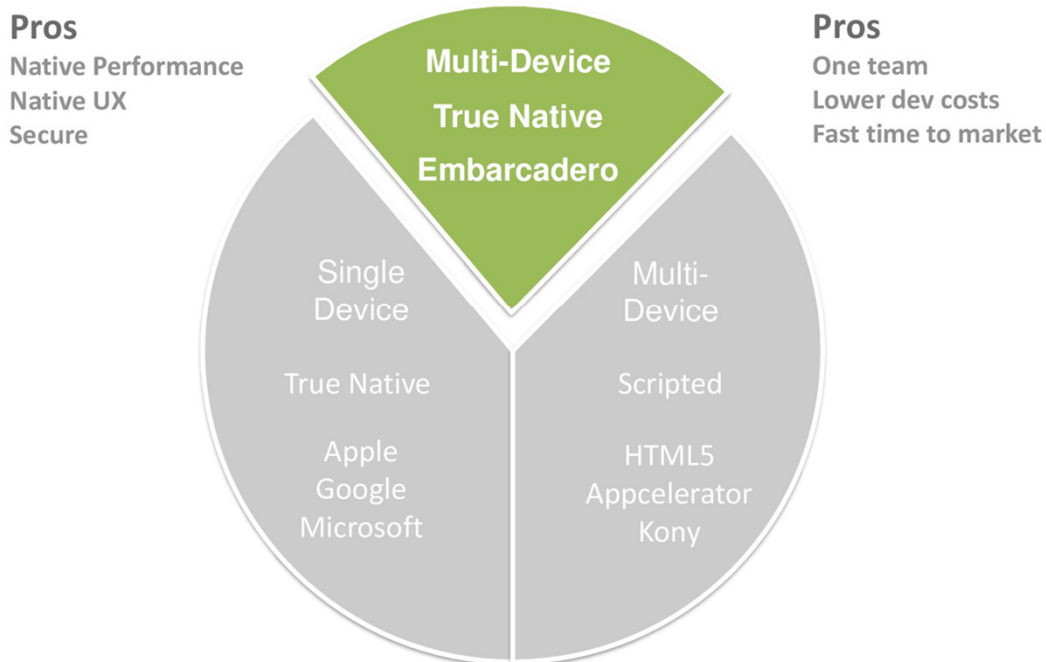 Pros
Native Performance
Native UX
Secure
Multi-Device
True Native
Embarcadero
Pros
One team
Lower dev costs
Fast time to market
Single
Device
True Native
Apple
Google
Microsoft
Multi-
Device
Scripted
HTML5
Appcelerator
Kony